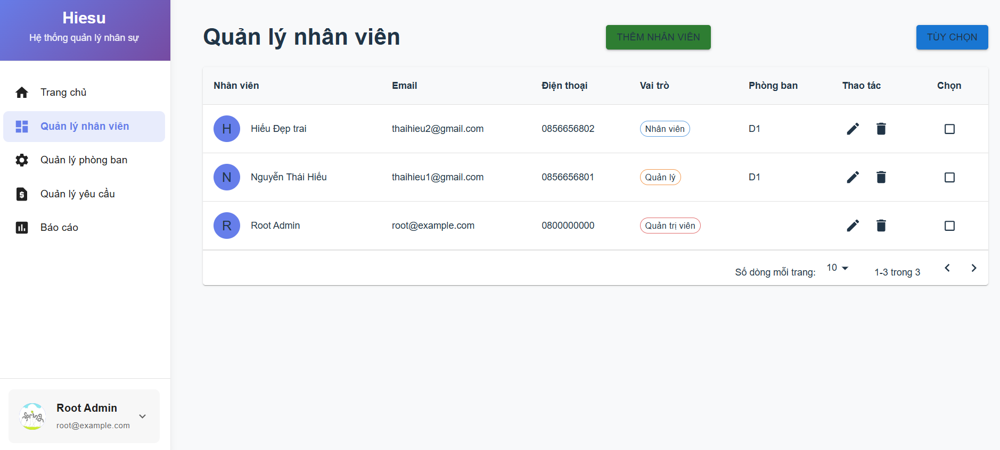 Hiesu
Hệ thống quản lý nhân sự
Trang chủ
Quản lý nhân viên
Quản lý phòng ban
Quản lý yêu cầu
Báo cáo
spring
Root Admin
root@example.com
Quản lý nhân viên
THÊM NHÂN VIÊN
TÙY CHỌN
Nhân viên Email Điện thoại Vai trò Phòng ban Thao tác Chọn
H Hiếu Đẹp trai thaihieu2@gmail.com 0856656802 Nhân viên D1
N Nguyễn Thái Hiếu thaihieu1@gmail.com 0856656801 Quản lý D1
R Root Admin root@example.com 0800000000 Quản trị viên
Số dòng mỗi trang: 10 1-3 trong 3